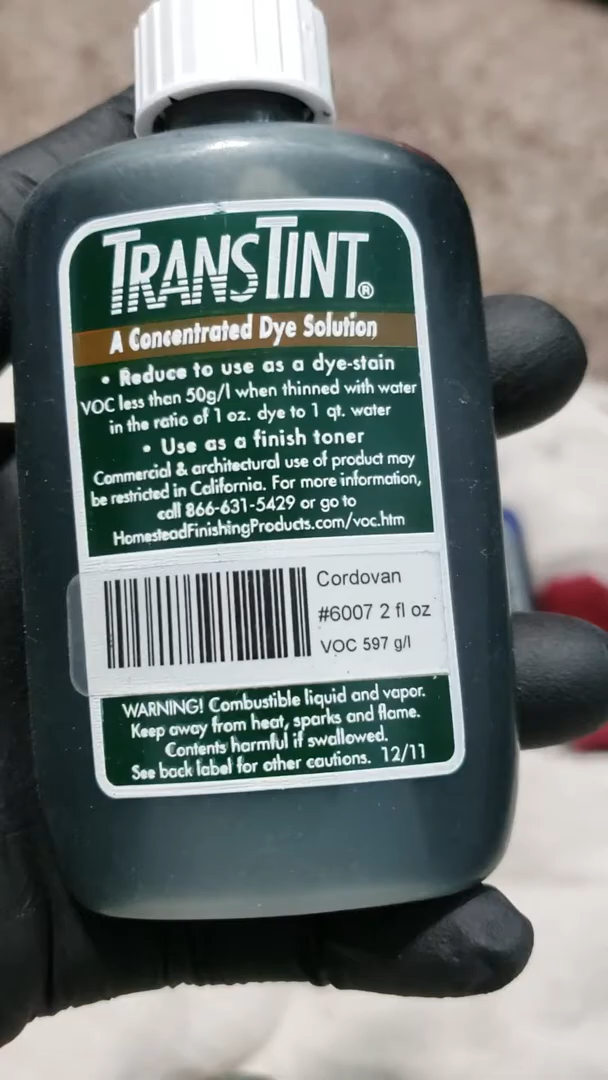 TRANSTINT®
A Concentrated Dye Solution
• Reduce to use as a dye-stain
VOC less than 50g/l when thinned with water
in the ratio of 1 oz. dye to 1 qt. water
• Use as a finish toner
Commercial & architectural use of product may
be restricted in California. For more information,
call 866-631-5429 or go to
HomesteadFinishingProducts.com/voc.htm
Cordovan
#6007 2 fl oz
VOC 597 g/l
WARNING! Combustible liquid and vapor.
Keep away from heat, sparks and flame.
Contents harmful if swallowed.
See back label for other cautions. 12/11